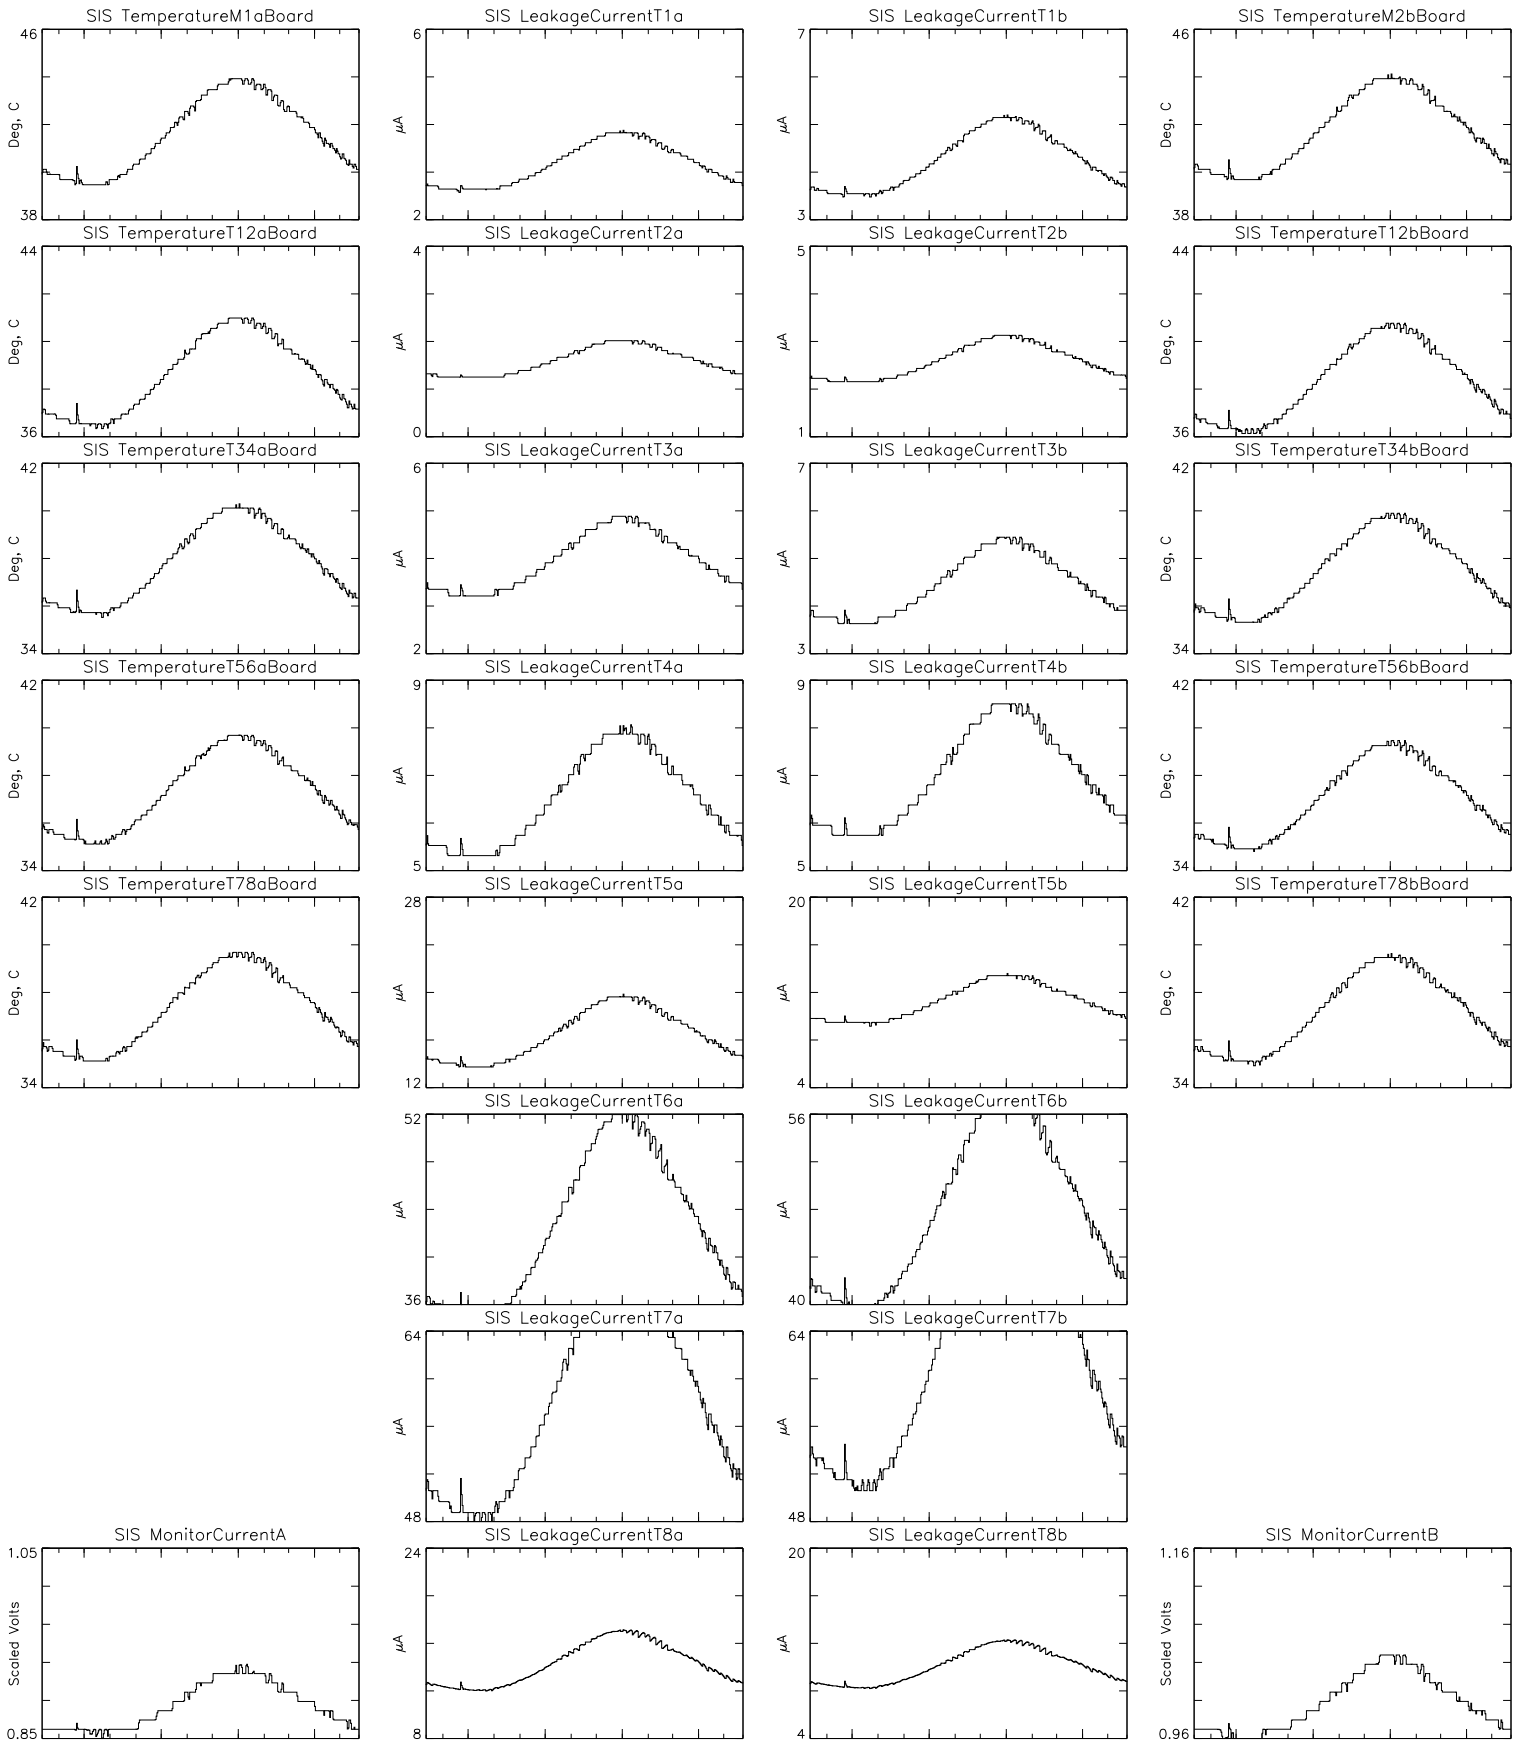 SIS TemperatureM1aBoard
SIS LeakageCurrentT1a
SIS LeakageCurrentT1b
SIS TemperatureM2bBoard
46
Deg, C
38
6
μA
2
7
μA
3
46
Deg, C
38
SIS TemperatureT12aBoard
SIS LeakageCurrentT2a
SIS LeakageCurrentT2b
SIS TemperatureT12bBoard
44
Deg, C
36
4
μA
0
5
μA
1
44
Deg, C
36
SIS TemperatureT34aBoard
SIS LeakageCurrentT3a
SIS LeakageCurrentT3b
SIS TemperatureT34bBoard
42
Deg, C
34
6
μA
2
7
μA
3
42
Deg, C
34
SIS TemperatureT56aBoard
SIS LeakageCurrentT4a
SIS LeakageCurrentT4b
SIS TemperatureT56bBoard
42
Deg, C
34
9
μA
5
9
μA
5
42
Deg, C
34
SIS TemperatureT78aBoard
SIS LeakageCurrentT5a
SIS LeakageCurrentT5b
SIS TemperatureT78bBoard
42
Deg, C
34
28
μA
12
20
μA
4
42
Deg, C
34
SIS LeakageCurrentT6a
SIS LeakageCurrentT6b
52
μA
36
56
μA
40
SIS LeakageCurrentT7a
SIS LeakageCurrentT7b
64
μA
48
64
μA
48
SIS MonitorCurrentA
SIS LeakageCurrentT8a
SIS LeakageCurrentT8b
SIS MonitorCurrentB
1.05
Scaled Volts
0.85
24
μA
8
20
μA
4
1.16
Scaled Volts
0.96